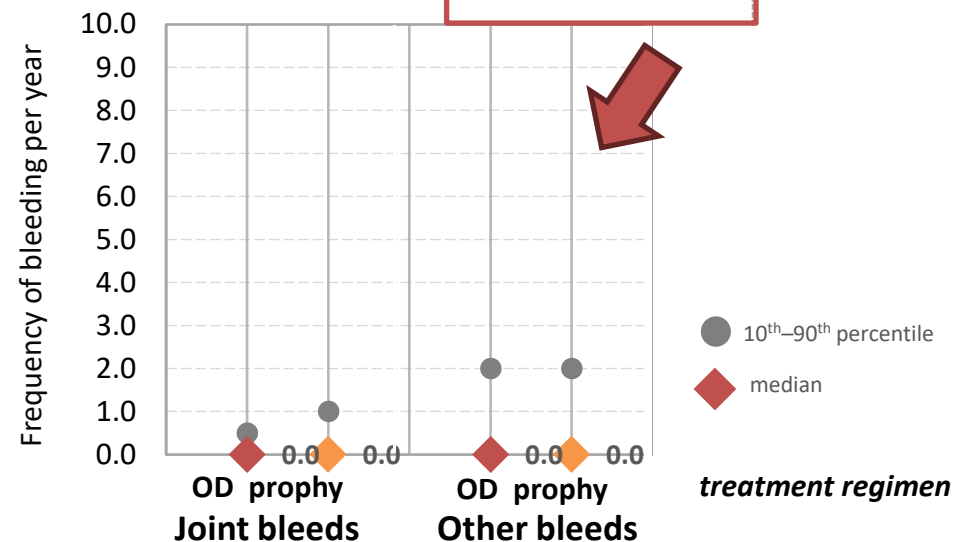 Frequency of bleeding per year
10.0
9.0
8.0
7.0
6.0
5.0
4.0
3.0
2.0
1.0
0.0
0.0 0.0 0.0 0.0
10th–90th percentile
median
OD prophy OD prophy treatment regimen
Joint bleeds Other bleeds